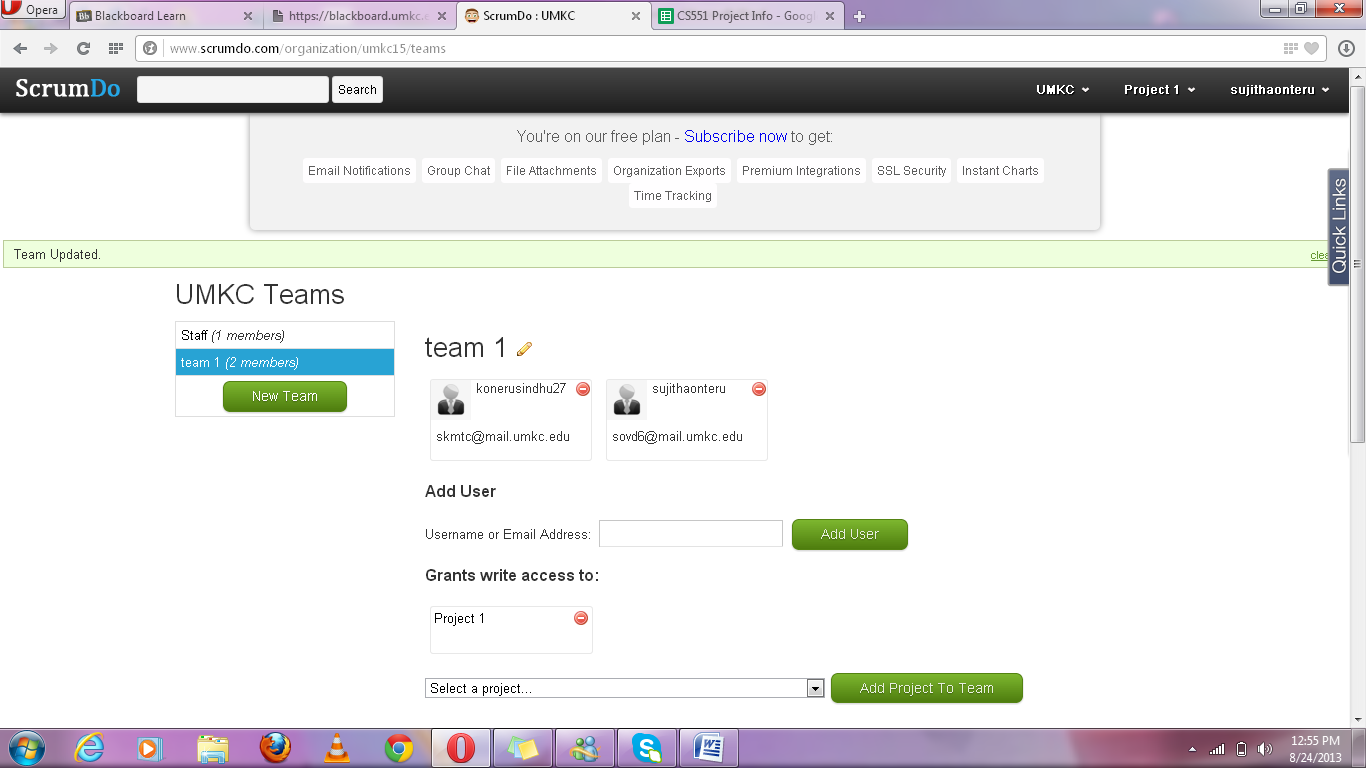 Opera
Blackboard Learn
https://blackboard.umkc.e
ScrumDo : UMKC
CS551 Project Info - Goog
www.scrumdo.com/organization/umkc15/teams
ScrumDo
Search
UMKC
Project 1
sujithaonteru
You're on our free plan - Subscribe now to get:
Email Notifications
Group Chat
File Attachments
Organization Exports
Premium Integrations
SSL Security
Instant Charts
Time Tracking
Quick Links
Team Updated.
clea
UMKC Teams
Staff (1 members)
team 1 (2 members)
New Team
team 1
konerusindhu27
skmtc@mail.umkc.edu
sujithaonteru
sovd6@mail.umkc.edu
Add User
Username or Email Address:
Add User
Grants write access to:
Project 1
Select a project...
Add Project To Team
12:55 PM
8/24/2013